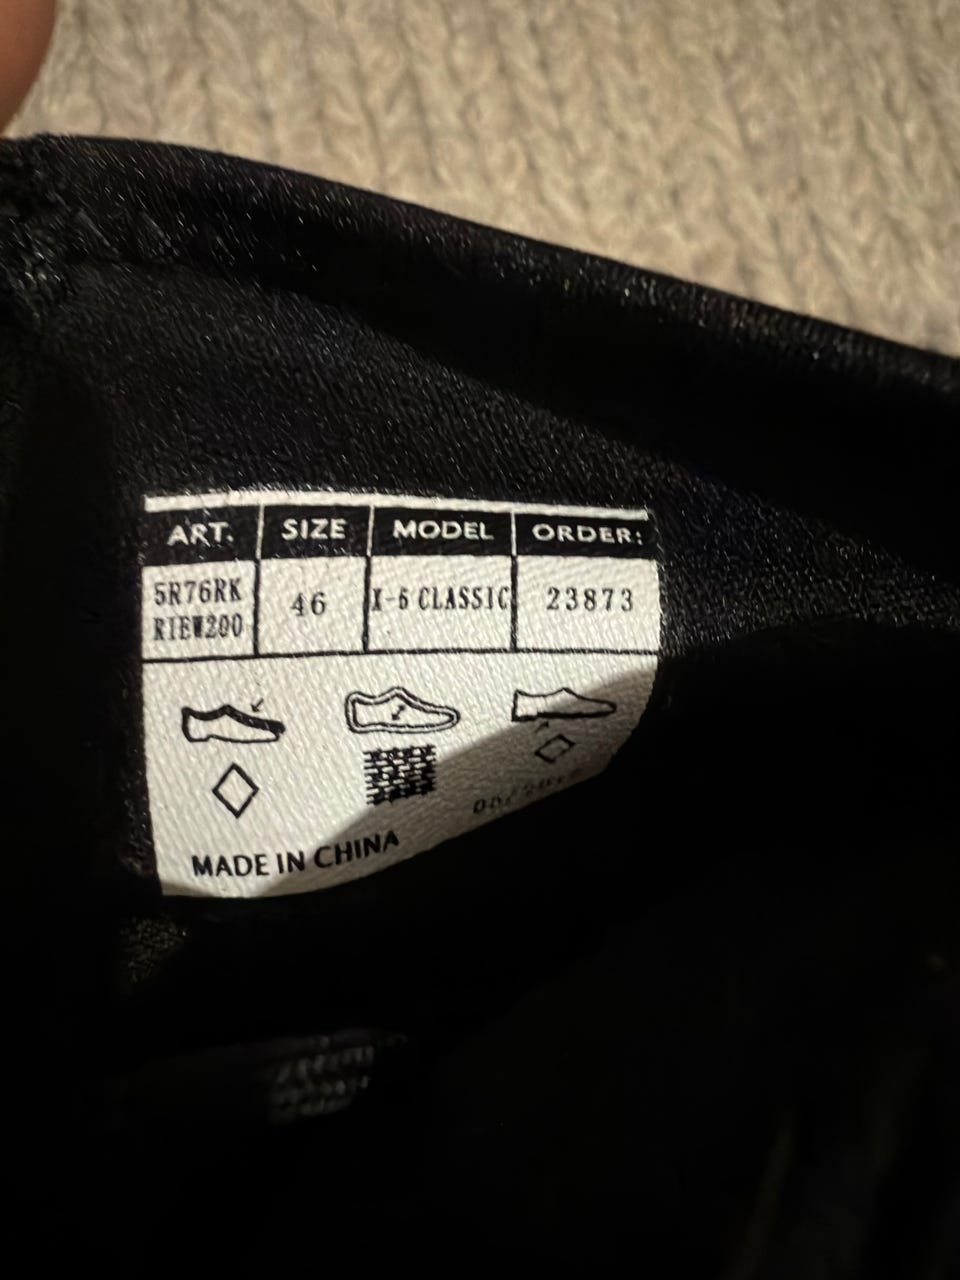 ART. SIZE MODEL ORDER:
5R76RK 46 X-6 CLASSIC 23873
RIEW200
MADE IN CHINA